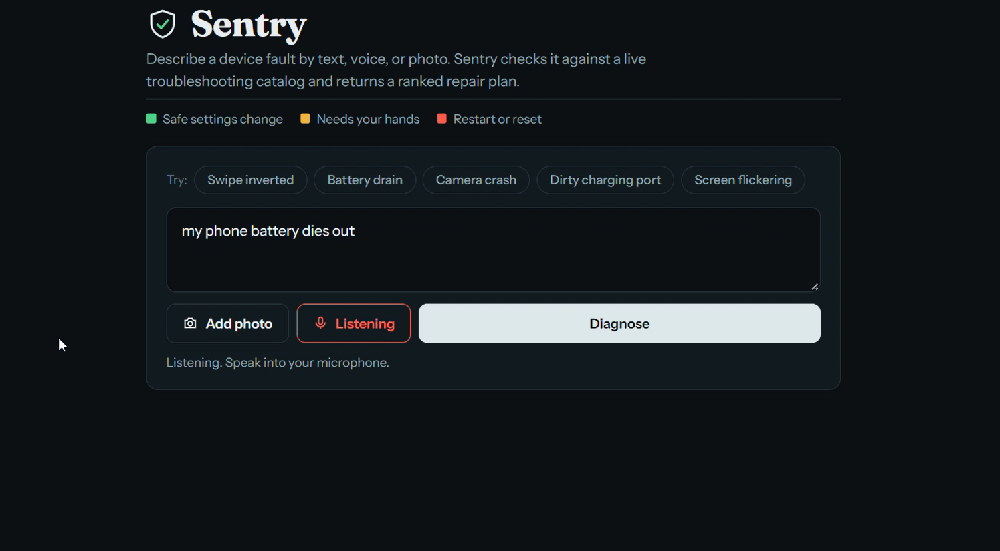 Sentry
Describe a device fault by text, voice, or photo. Sentry checks it against a live
troubleshooting catalog and returns a ranked repair plan.
Safe settings change Needs your hands Restart or reset
Try: Swipe inverted Battery drain Camera crash Dirty charging port Screen flickering
my phone battery dies out
Add photo Listening Diagnose
Listening. Speak into your microphone.